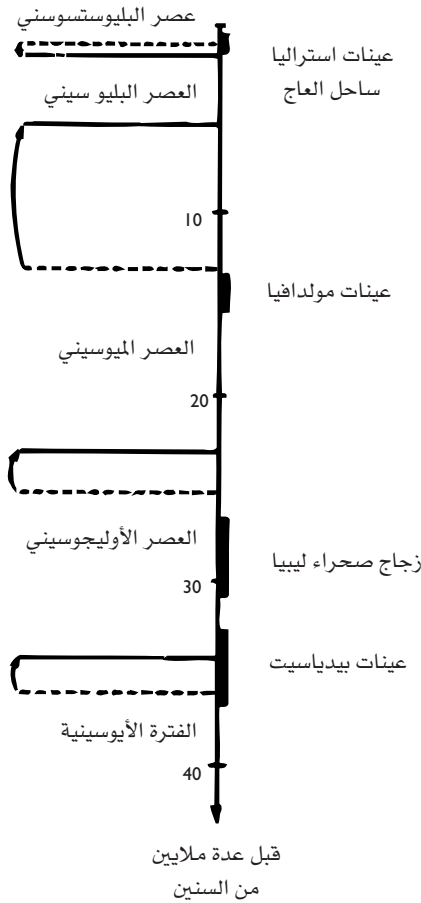 عصر البليوستسوسني
عينات استراليا
ساحل العاج
العصر البليو سيني
10
عينات مولدافيا
العصر الميوسيني
20
العصر الأوليجوسيني
زجاج صحراء ليبيا
30
عينات بيدياسيت
الفترة الأيوسينية
40
قبل عدة ملايين
من السنين